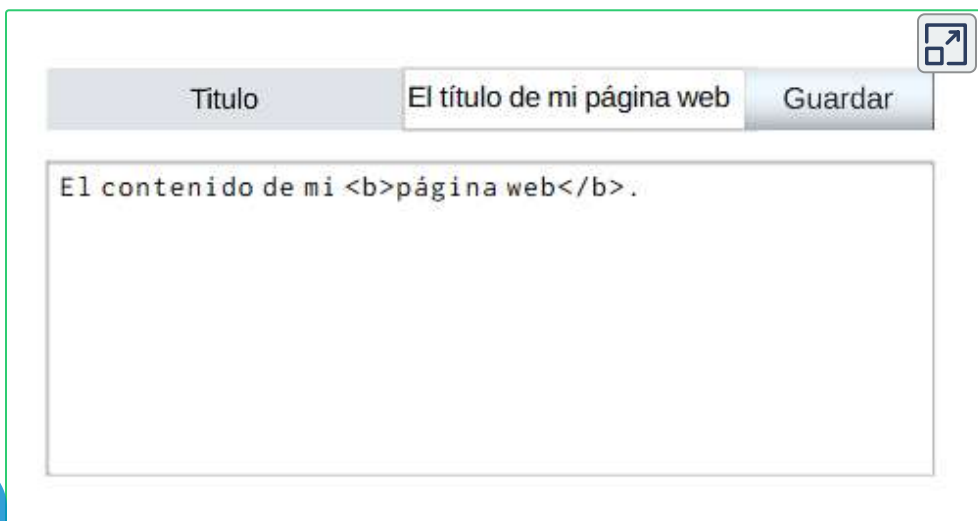 Titulo El título de mi página web Guardar
El contenido de mi <b>página web</b>.